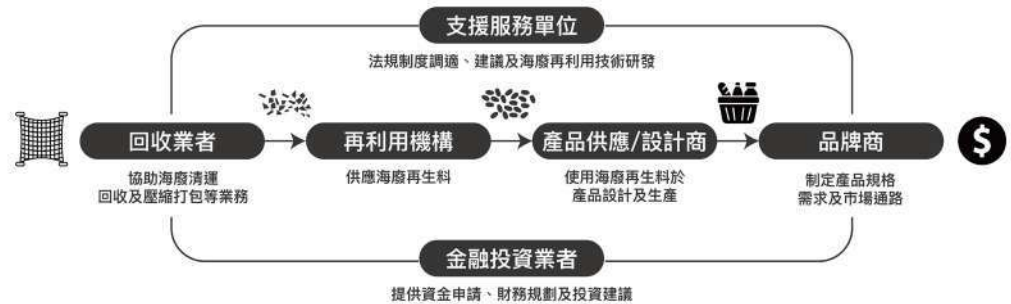 支援服務單位
法規制度調適、建議及海廢再利用技術研發
回收業者
協助海廢清運
回收及壓縮打包等業務
再利用機構
供應海廢再生料
產品供應/設計商
使用海廢再生料於
產品設計及生產
品牌商
制定產品規格
需求及市場通路
$
金融投資業者
提供資金申請、財務規劃及投資建議